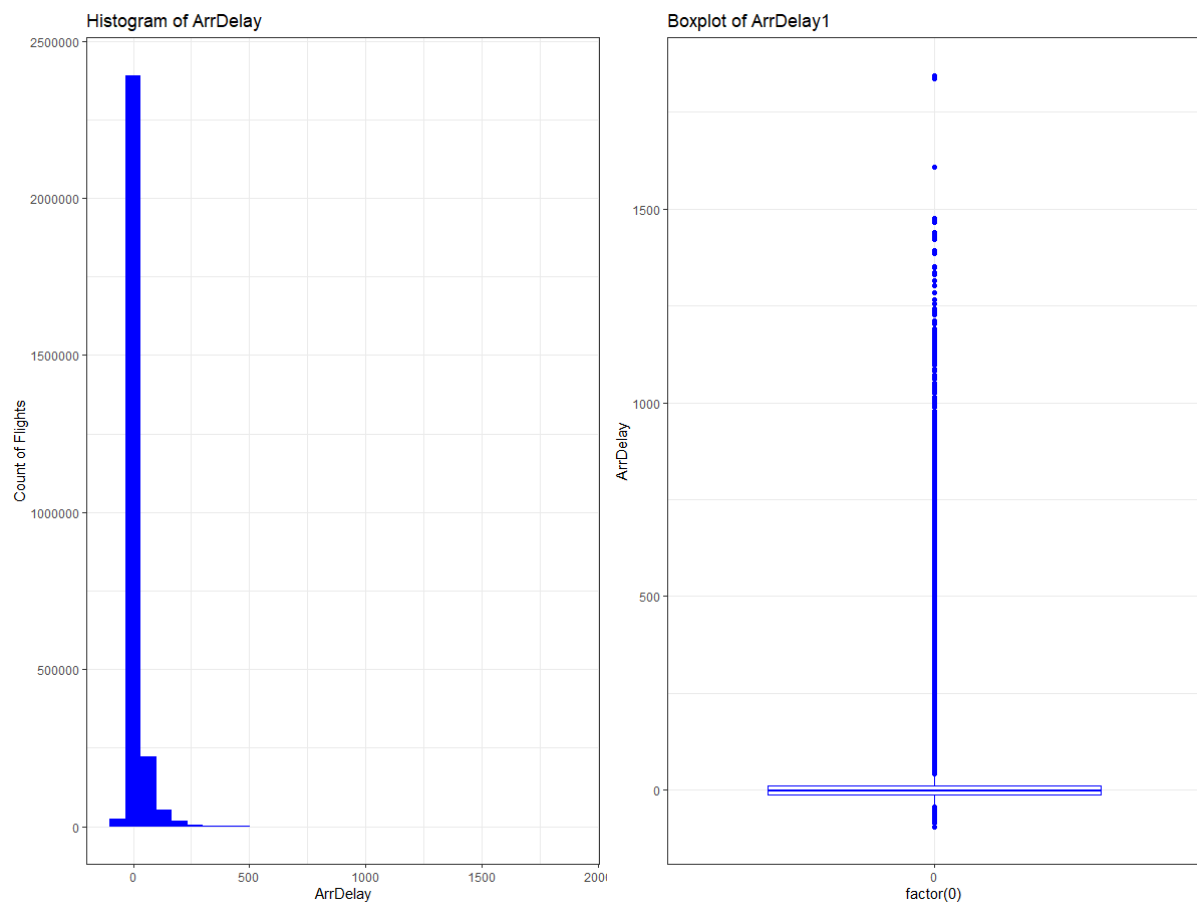 Histogram of ArrDelay
2500000
2000000
1500000
1000000
500000
0
Count of Flights
0 500 1000 1500 200
ArrDelay
Boxplot of ArrDelay1
1500
1000
500
0
ArrDelay
0
factor(0)